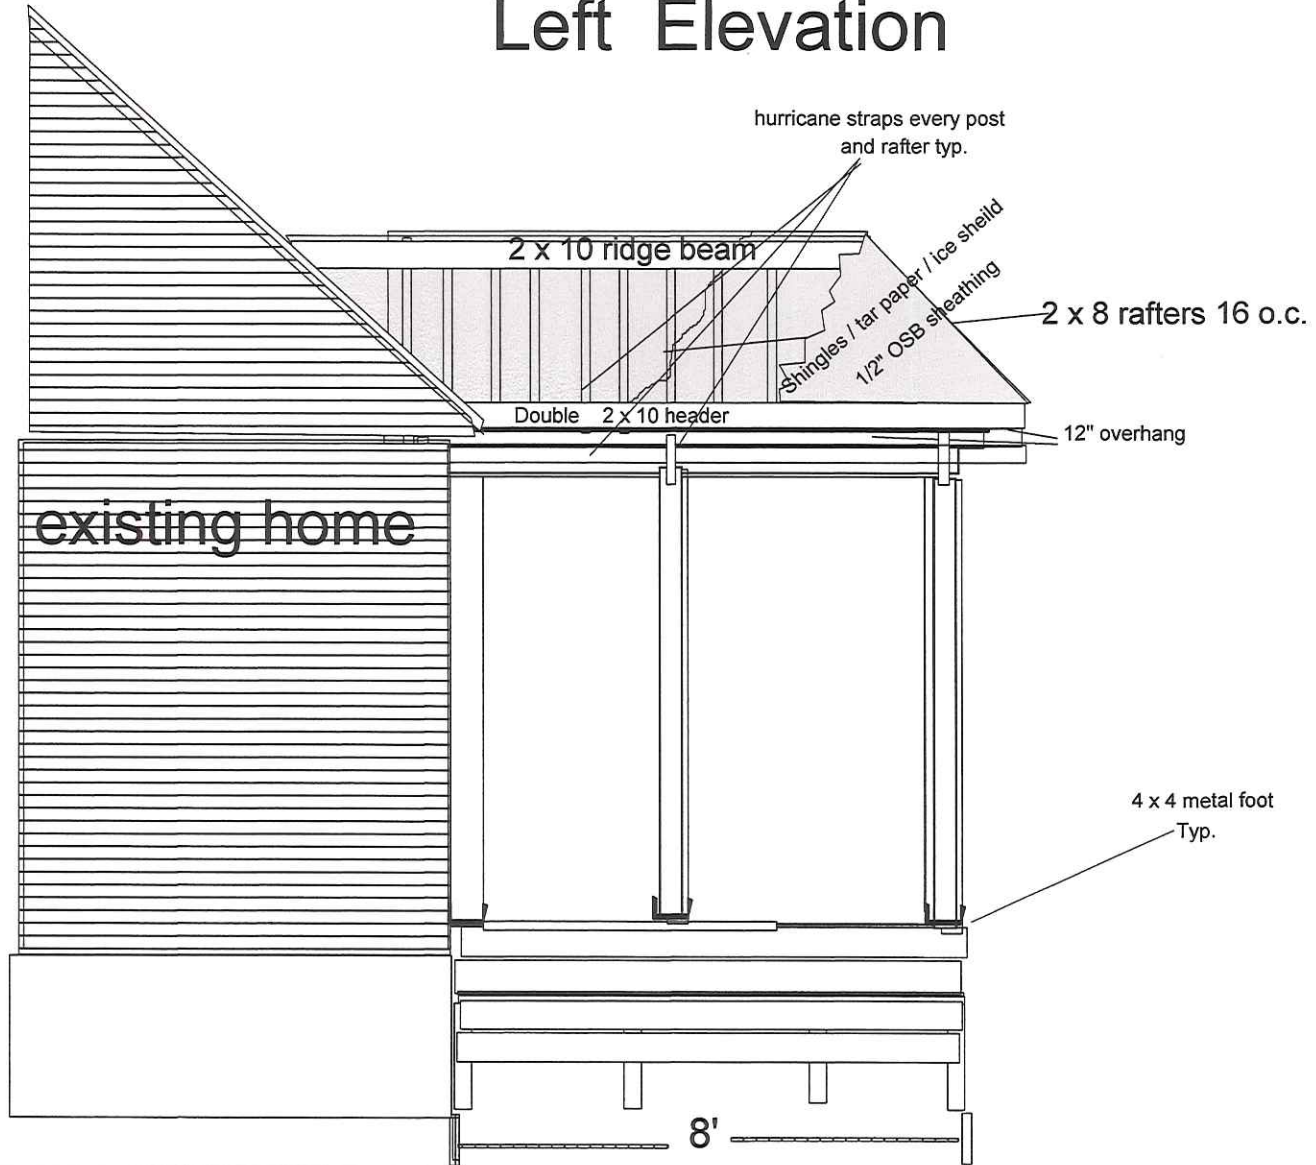 Left Elevation
hurricane straps every post
and rafter typ.
2 x 10 ridge beam
Shingles / tar paper / ice sheild
1/2" OSB sheathing
2 x 8 rafters 16 o.c.
Double 2 x 10 header
12" overhang
existing home
4 x 4 metal foot
Typ.
8'